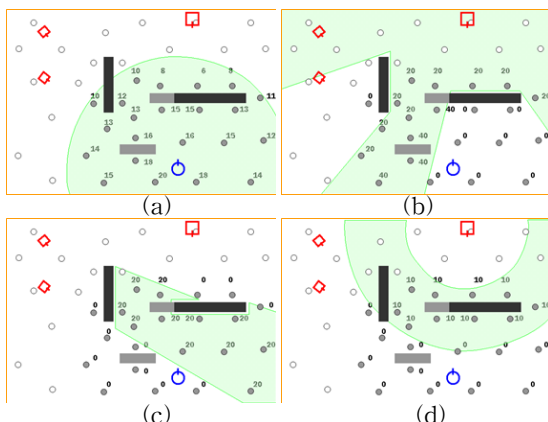 10 8 6 8
10 12 11
13 15 15 13
13
16 15 12
14 18
15 20 18 14
(a)
20 20 20 20
0 20
20 40 0 0
20
40 0 0 0
20 40
40 0 0 0
(b)
20 0 0
0 20 0
20 20 20 20
0
0 20 20
0 0
0 0 0 20
(c)
10 10 10 10
0 10
10 10 10 10
0
0 0 0
0 0
0 0 0 0
(d)